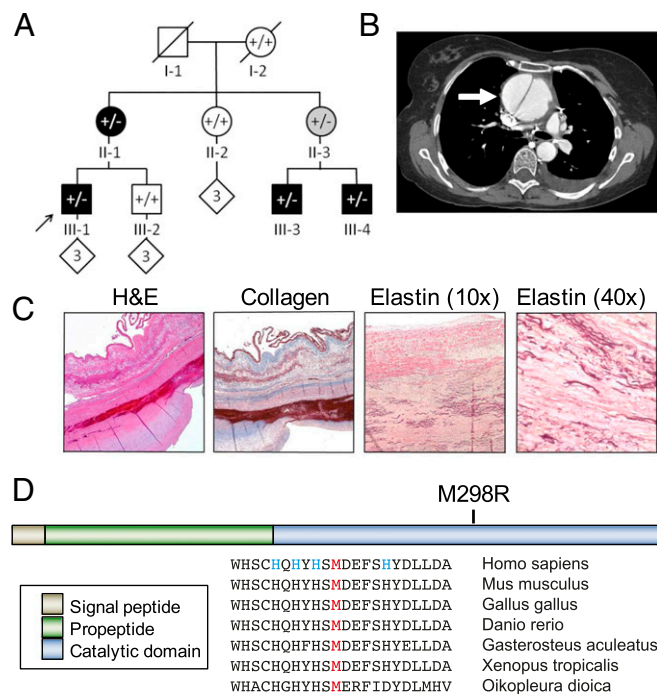 A
B
+/+
I-1
I-2
+/-
+/+
+/-
II-1
II-2
II-3
+/-
+/+
3
+/-
+/-
III-1
III-2
III-3
III-4
3
3
C
H&E
Collagen
Elastin (10x)
Elastin (40x)
D
M298R
WHSCHQHYHSMDEFSHYDLLDA Homo sapiens
WHSCHQHYHSMDEFSHYDLLDA Mus musculus
WHSCHQHYHSMDEFSHYDLLDA Gallus gallus
WHSCHQHYHSMDEFSHYDLLDA Danio rerio
WHSCHQHFHSMDEFSHYELLDA Gasterosteus aculeatus
WHSCHQHYHSMDEFSHYDLLDA Xenopus tropicalis
WHACHGHYHSMERFIDYDLMHV Oikopleura dioica
Signal peptide
Propeptide
Catalytic domain